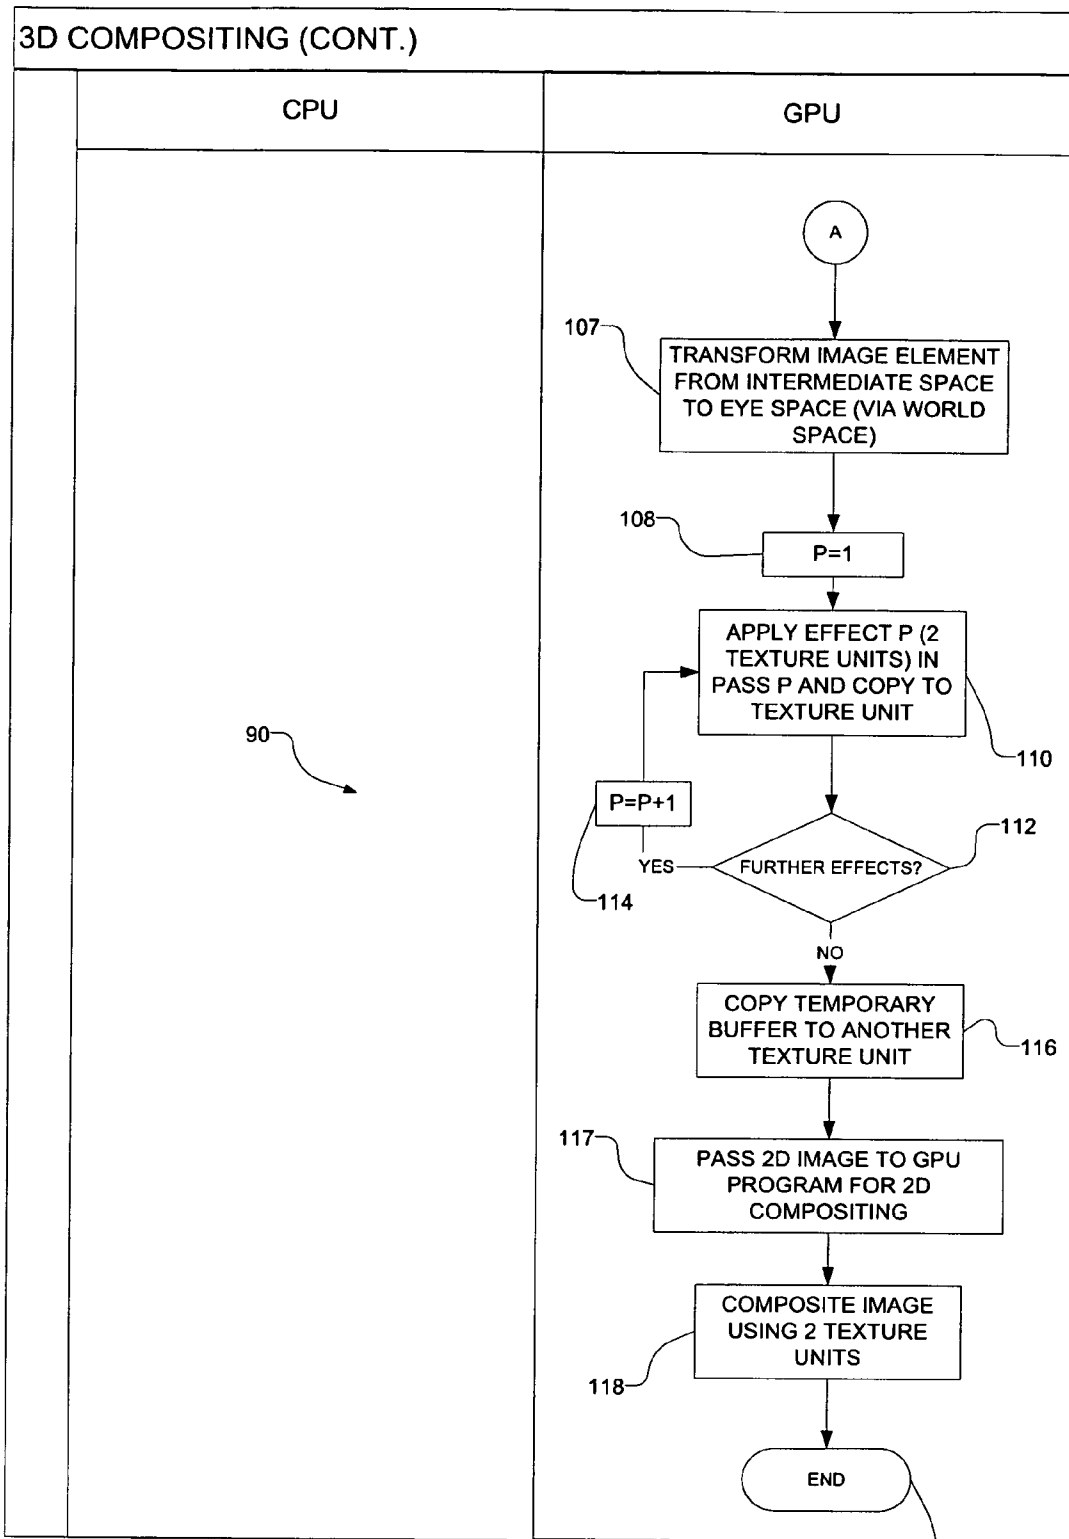 3D COMPOSITING (CONT.)
CPU
GPU
A
107
TRANSFORM IMAGE ELEMENT
FROM INTERMEDIATE SPACE
TO EYE SPACE (VIA WORLD
SPACE)
108
P=1
APPLY EFFECT P (2
TEXTURE UNITS) IN
PASS P AND COPY TO
TEXTURE UNIT
110
90
P=P+1
114
YES
FURTHER EFFECTS?
112
NO
COPY TEMPORARY
BUFFER TO ANOTHER
TEXTURE UNIT
116
117
PASS 2D IMAGE TO GPU
PROGRAM FOR 2D
COMPOSITING
COMPOSITE IMAGE
USING 2 TEXTURE
UNITS
118
END